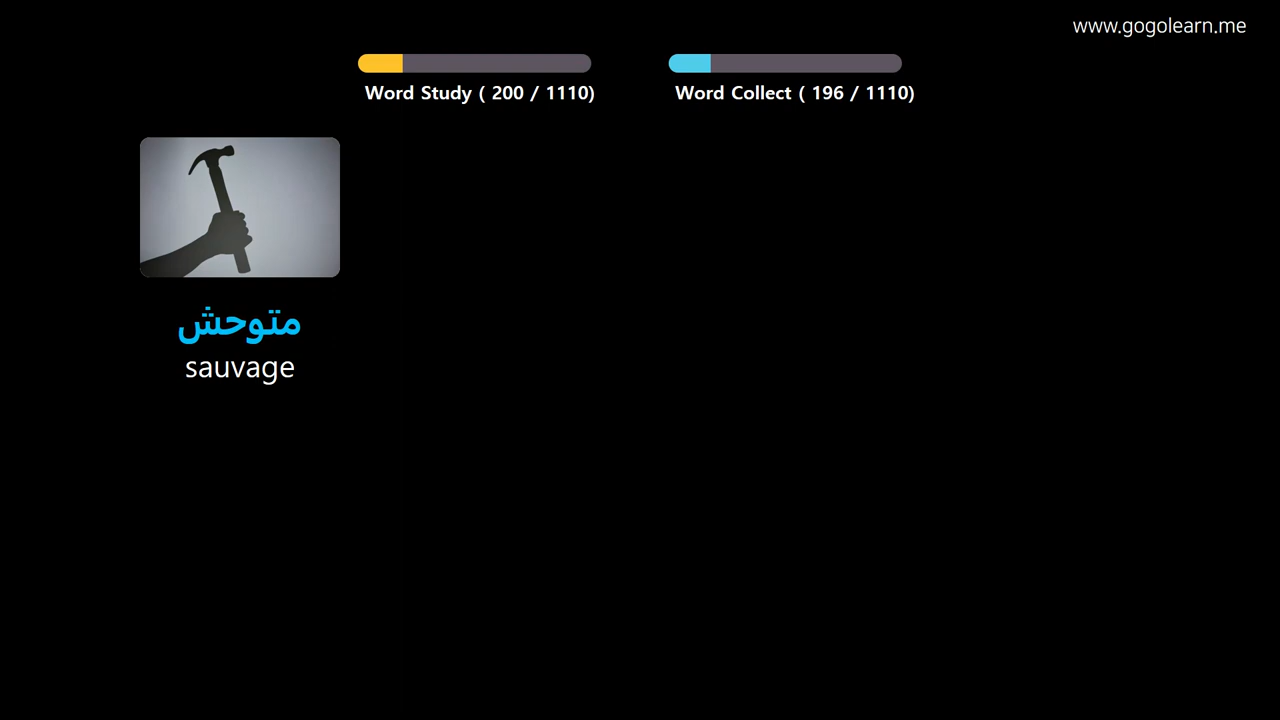 www.gogolearn.me
Word Study ( 200 / 1110)
Word Collect ( 196 / 1110)
متوحش
sauvage